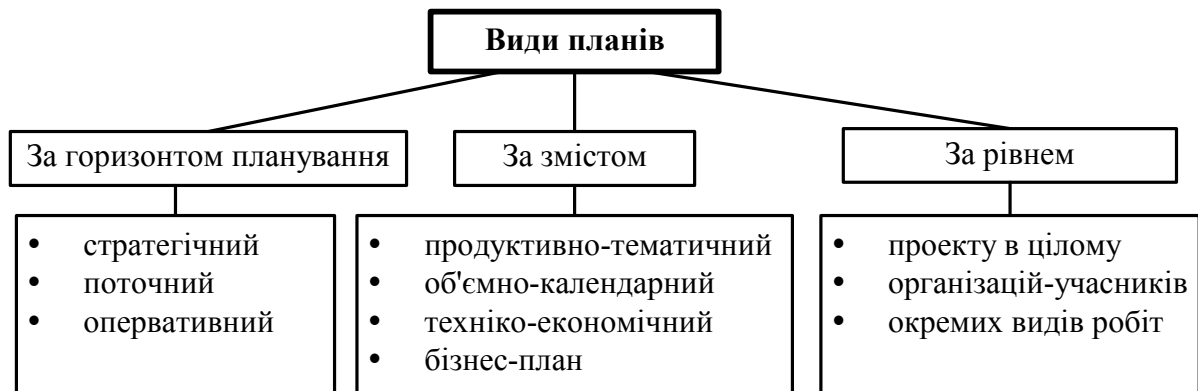 Види планів
За горизонтом планування
За змістом
За рівнем
• стратегічний
• поточний
• опервативний
• продуктивно-тематичний
• об'ємно-календарний
• техніко-економічний
• бізнес-план
• проекту в цілому
• організацій-учасників
• окремих видів робіт